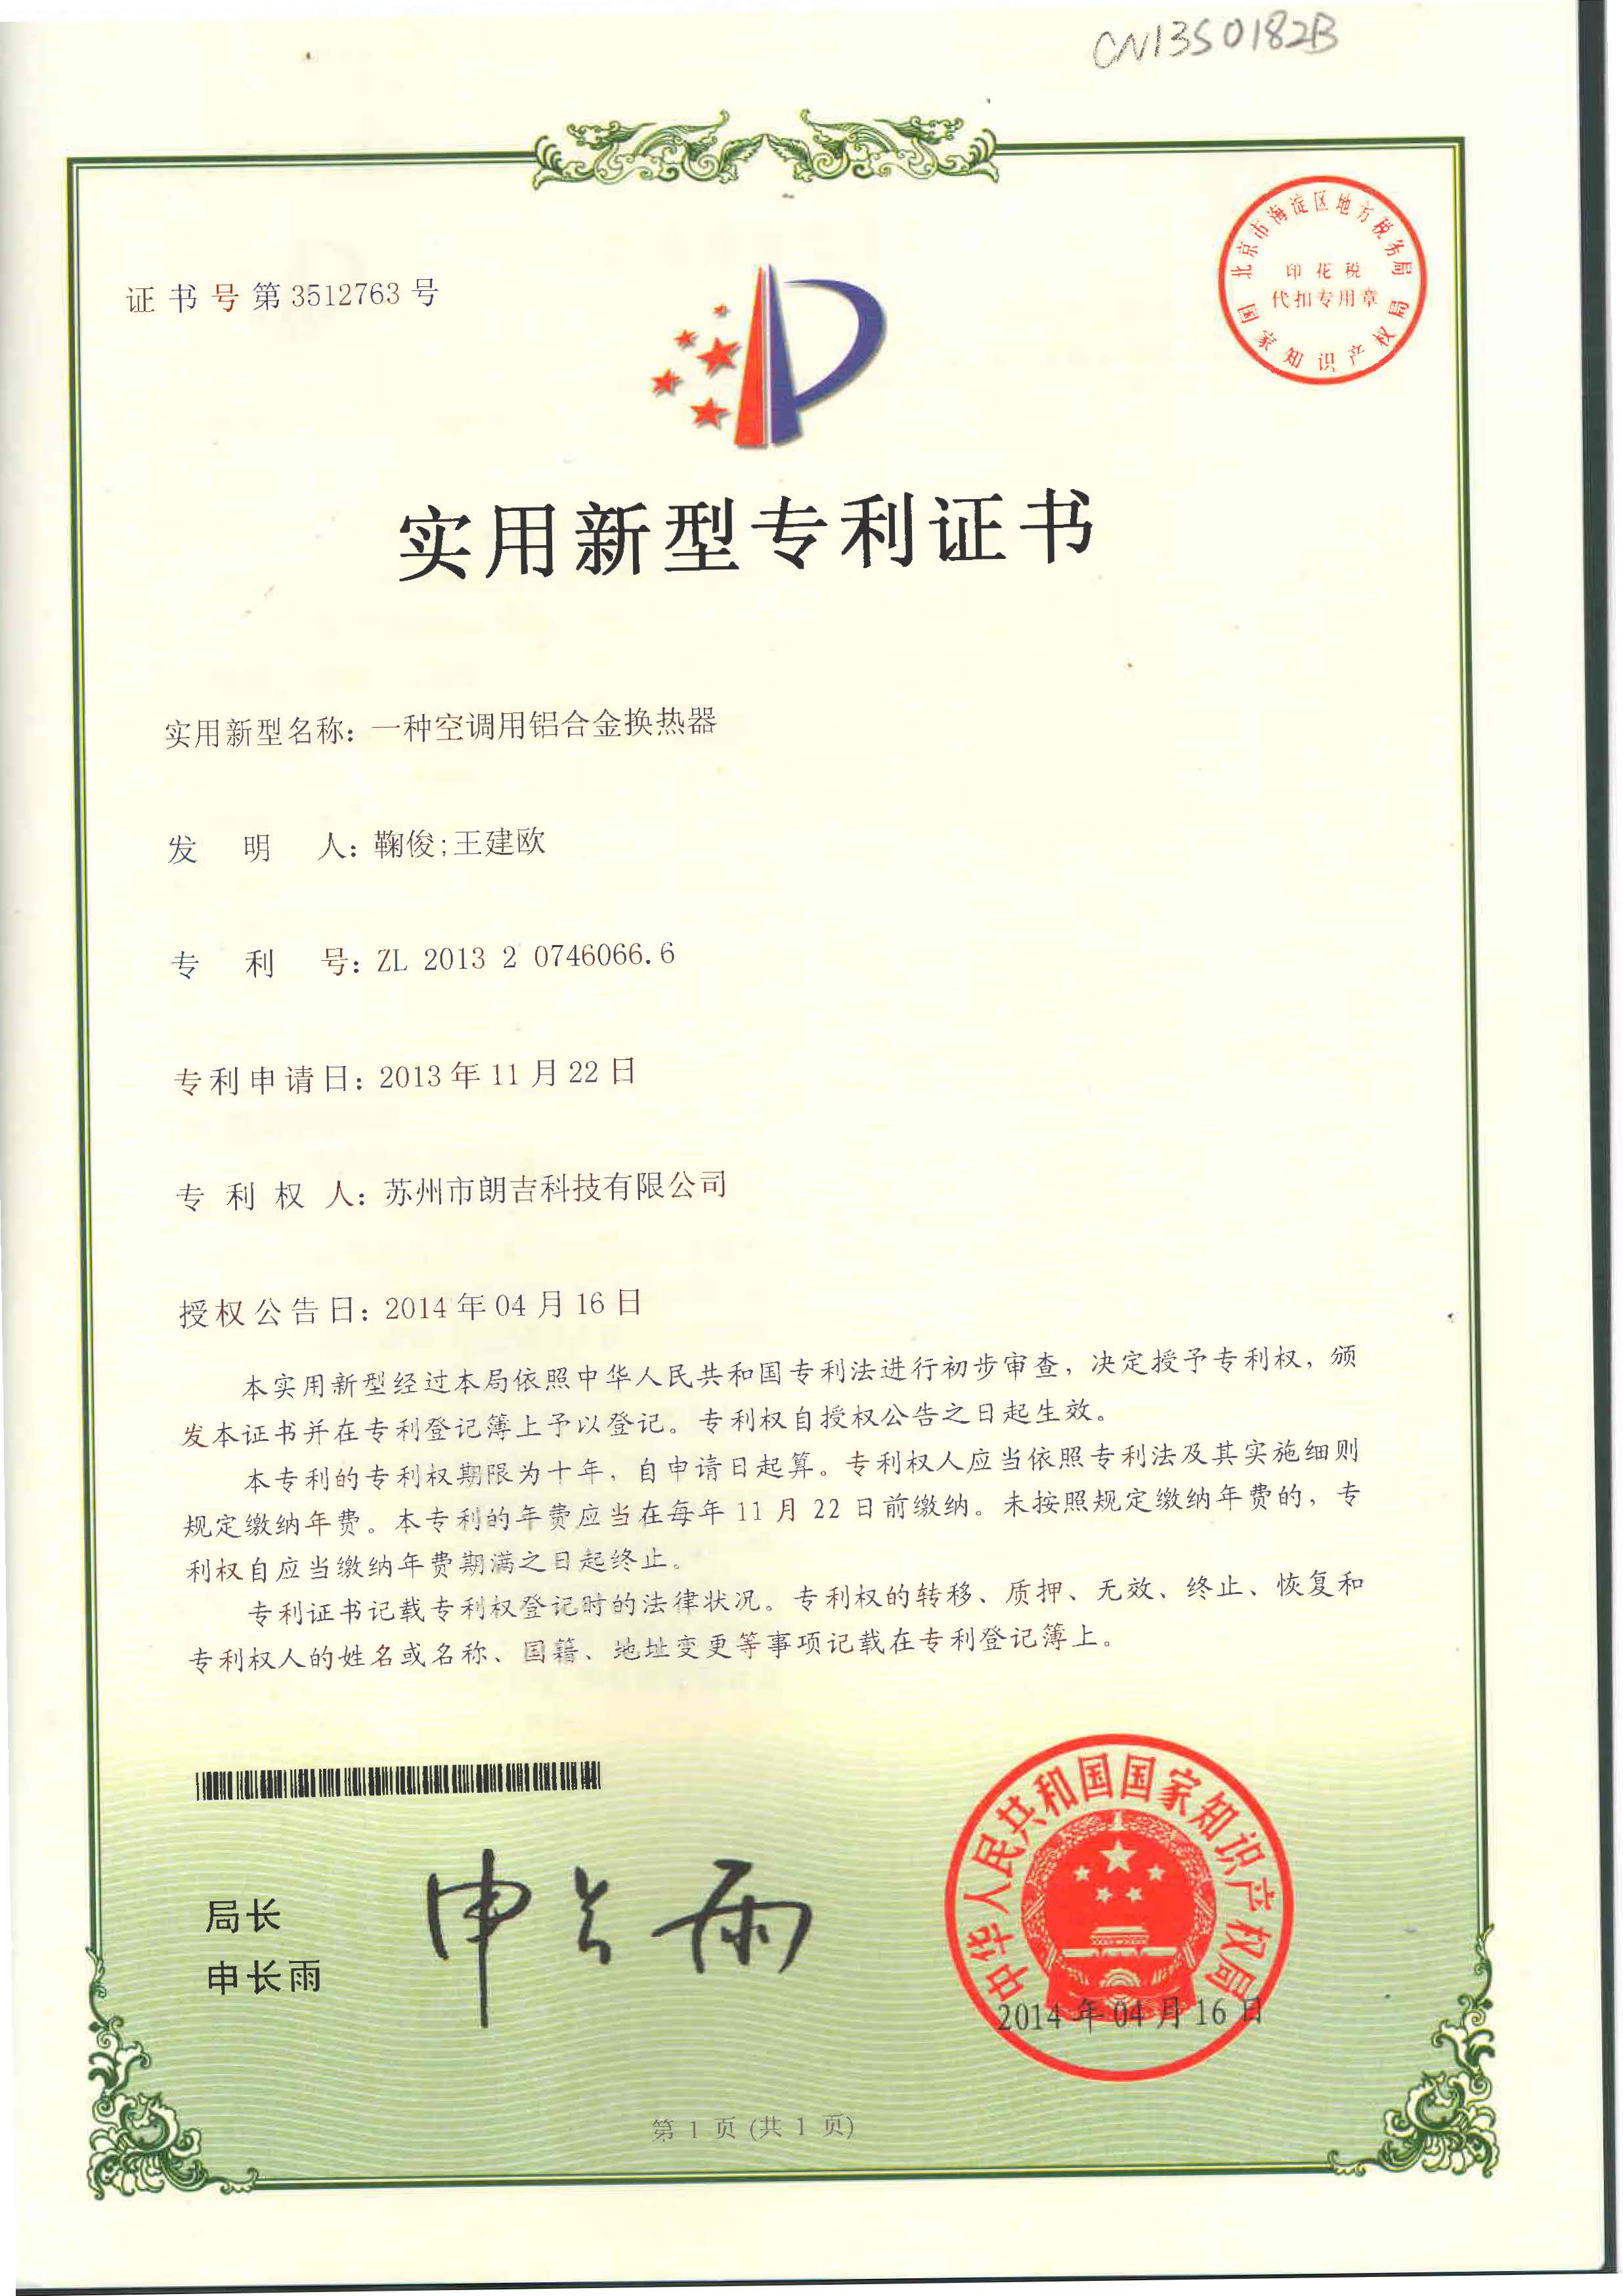 CN13S0182B
北京市海淀区地方税务局
印花税
代扣专用章
国家知识产权局
证书号第3512763号
实用新型专利证书
实用新型名称：一种空调用铝合金换热器
发明人：鞠俊;王建欧
专利号：ZL 2013 2 0746066.6
专利申请日：2013年11月22日
专利权人：苏州市朗吉科技有限公司
授权公告日：2014年04月16日
本实用新型经过本局依照中华人民共和国专利法进行初步审查，决定授予专利权，颁
发本证书并在专利登记簿上予以登记。专利权自授权公告之日起生效。
本专利的专利权期限为十年，自申请日起算。专利权人应当依照专利法及其实施细则
规定缴纳年费。本专利的年费应当在每年11月22日前缴纳。未按照规定缴纳年费的，专
利权自应当缴纳年费期满之日起终止。
专利证书记载专利权登记时的法律状况。专利权的转移、质押、无效、终止、恢复和
专利权人的姓名或名称、国籍、地址变更等事项记载在专利登记簿上。
局长
申长雨
申长雨
中华人民共和国国家知识产权局
2014年04月16日
第1页(共1页)